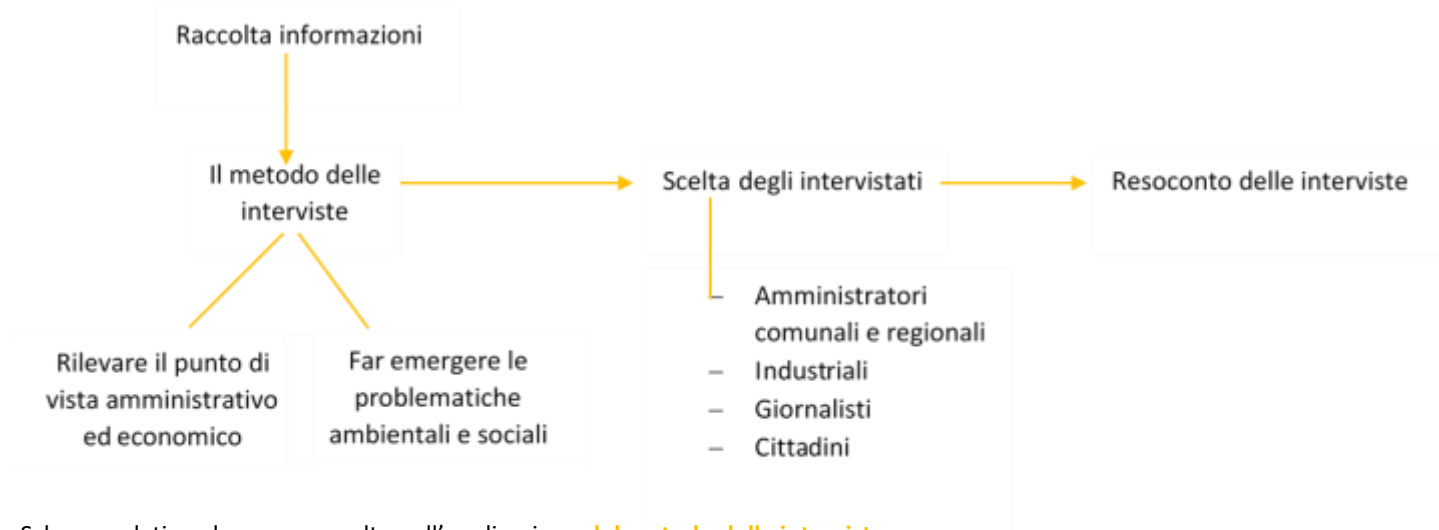 Raccolta informazioni
Il metodo delle
interviste
Scelta degli intervistati
Resoconto delle interviste
Rilevare il punto di
vista amministrativo
ed economico
Far emergere le
problematiche
ambientali e sociali
– Amministratori
comunali e regionali
– Industriali
– Giornalisti
– Cittadini